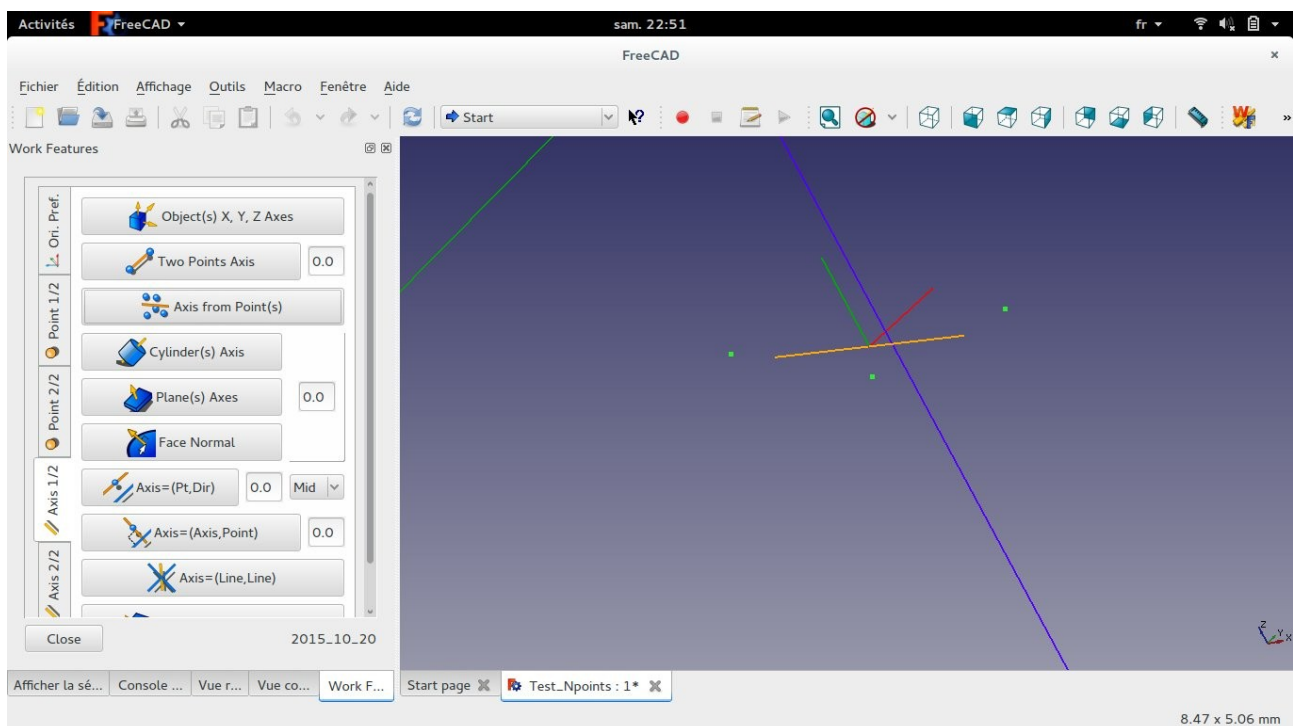 Activités FreeCAD sam. 22:51 fr
FreeCAD
Fichier Édition Affichage Outils Macro Fenêtre Aide
Start
»
Work Features
Ori. Pref.
Point 1/2
Point 2/2
Axis 1/2
Axis 2/2
Object(s) X, Y, Z Axes
Two Points Axis 0.0
Axis from Point(s)
Cylinder(s) Axis
Plane(s) Axes 0.0
Face Normal
Axis=(Pt,Dir) 0.0 Mid
Axis=(Axis,Point) 0.0
Axis=(Line,Line)
Close 2015_10_20
Z Y X
Afficher la sé... Console ... Vue r... Vue co... Work F... Start page Test_Npoints : 1*
8.47 x 5.06 mm